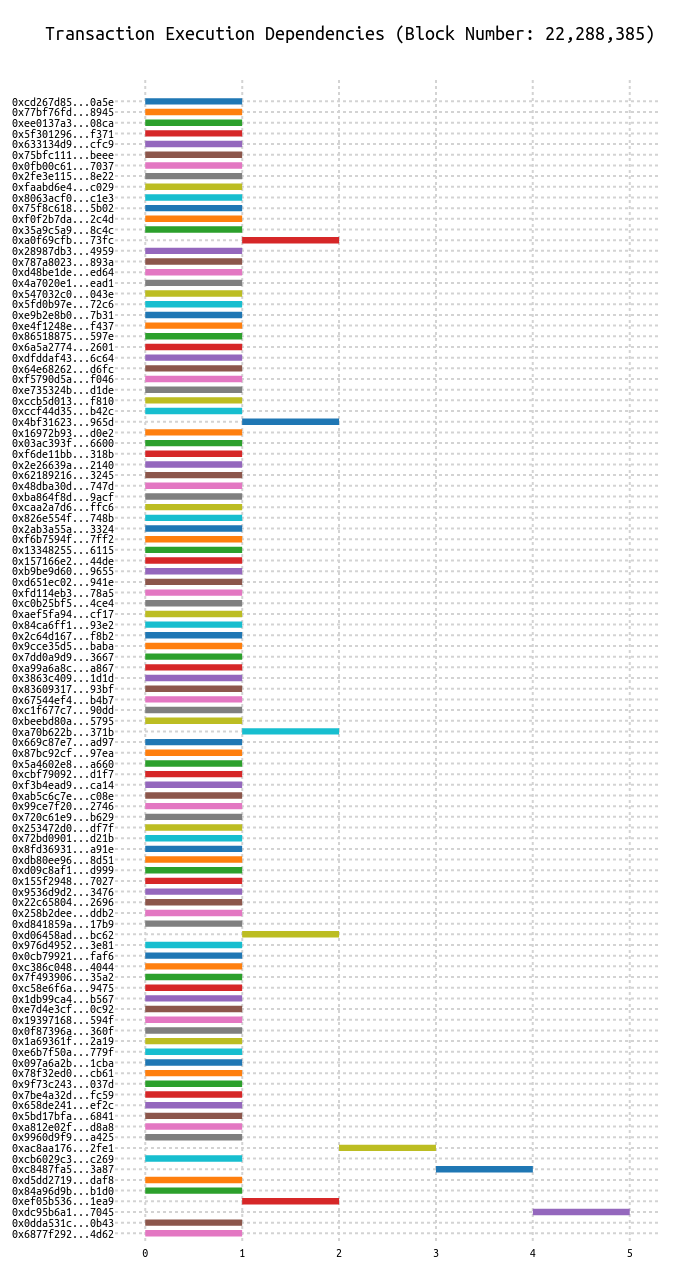 Transaction Execution Dependencies (Block Number: 22,288,385)
0xcd267d85...0a5e
0x77bf76fd...8945
0xee0137a3...08ca
0x5f301296...f371
0x633134d9...cfc9
0x75bfc111...beee
0x0fb00c61...7037
0x2fe3e115...8e22
0xfaabd6e4...c029
0x8063acf0...c1e3
0x75f8c618...5b02
0xf0f2b7da...2c4d
0x35a9c5a9...8c4c
0xa0f69cfb...73fc
0x28987db3...4959
0x787a8023...893a
0xd48be1de...ed64
0x4a7020e1...ead1
0x547032c0...043e
0x5fd0b97e...72c6
0xe9b2e8b0...7b31
0xe4f1248e...f437
0x86518875...597e
0x6a5a2774...2601
0xdfddaf43...6c64
0x64e68262...d6fc
0xf5790d5a...f046
0xe735324b...d1de
0xccb5d013...f810
0xccf44d35...b42c
0x4bf31623...965d
0x16972b93...d0e2
0x03ac393f...6600
0xf6de11bb...318b
0x2e26639a...2140
0x62189216...3245
0x48dba30d...747d
0xba864f8d...9acf
0xcaa2a7d6...ffc6
0x826e554f...748b
0x2ab3a55a...3324
0xf6b7594f...7ff2
0x13348255...6115
0x157166e2...44de
0xb9be9d60...9655
0xd651ec02...941e
0xfd114eb3...78a5
0xc0b25bf5...4ce4
0xaef5fa94...cf17
0x84ca6ff1...93e2
0x2c64d167...f8b2
0x9cce35d5...baba
0x7dd0a9d9...3667
0xa99a6a8c...a867
0x3863c409...1d1d
0x83609317...93bf
0x67544ef4...b4b7
0xc1f677c7...90dd
0xbeebd80a...5795
0xa70b622b...371b
0x669c87e7...ad97
0x87bc92cf...97ea
0x5a4602e8...a660
0xcbf79092...d1f7
0xf3b4ead9...ca14
0xab5c6c7e...c08e
0x99ce7f20...2746
0x720c61e9...b629
0x253472d0...df7f
0x72bd0901...d21b
0x8fd36931...a91e
0xdb80ee96...8d51
0xd09c8af1...d999
0x155f2948...7027
0x9536d9d2...3476
0x22c65804...2696
0x258b2dee...ddb2
0xd841859a...17b9
0xd06458ad...bc62
0x976d4952...3e81
0x0cb79921...faf6
0xc386c048...4044
0x7f493906...35a2
0xc58e6f6a...9475
0x1db99ca4...b567
0xe7d4e3cf...0c92
0x19397168...594f
0x0f87396a...360f
0x1a69361f...2a19
0xe6b7f50a...779f
0x097a6a2b...1cba
0x78f32ed0...cb61
0x9f73c243...037d
0x7be4a32d...fc59
0x658de241...ef2c
0x5bd17bfa...6841
0xa812e02f...d8a8
0x9960d9f9...a425
0xac8aa176...2fe1
0xcb6029c3...c269
0xc8487fa5...3a87
0xd5dd2719...daf8
0x84a96d9b...b1d0
0xef05b536...1ea9
0xdc95b6a1...7045
0x0dda531c...0b43
0x6877f292...4d62
0 1 2 3 4 5